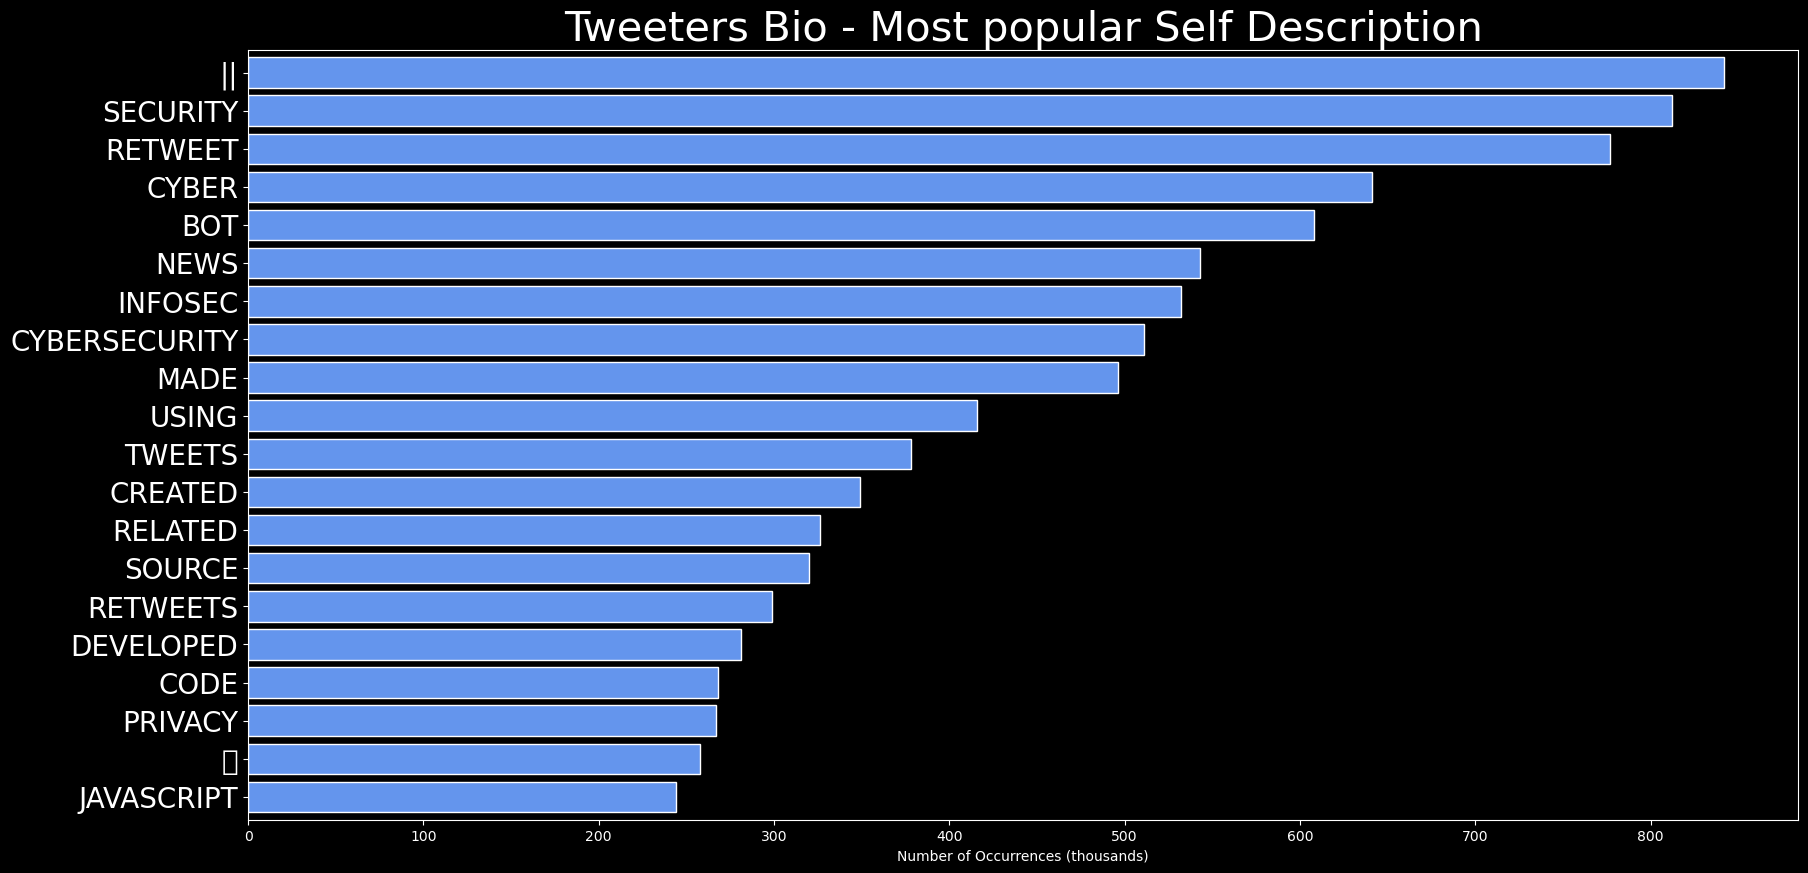 Tweeters Bio - Most popular Self Description
||
SECURITY
RETWEET
CYBER
BOT
NEWS
INFOSEC
CYBERSECURITY
MADE
USING
TWEETS
CREATED
RELATED
SOURCE
RETWEETS
DEVELOPED
CODE
PRIVACY
JAVASCRIPT
0 100 200 300 400 500 600 700 800
Number of Occurrences (thousands)